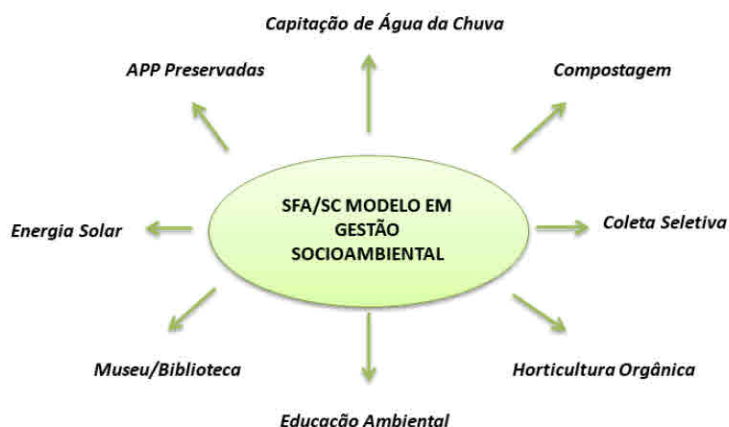 Capitação de Água da Chuva
APP Preservadas
Compostagem
SFA/SC MODELO EM
GESTÃO
SOCIOAMBIENTAL
Energia Solar
Coleta Seletiva
Museu/Biblioteca
Horticultura Orgânica
Educação Ambiental